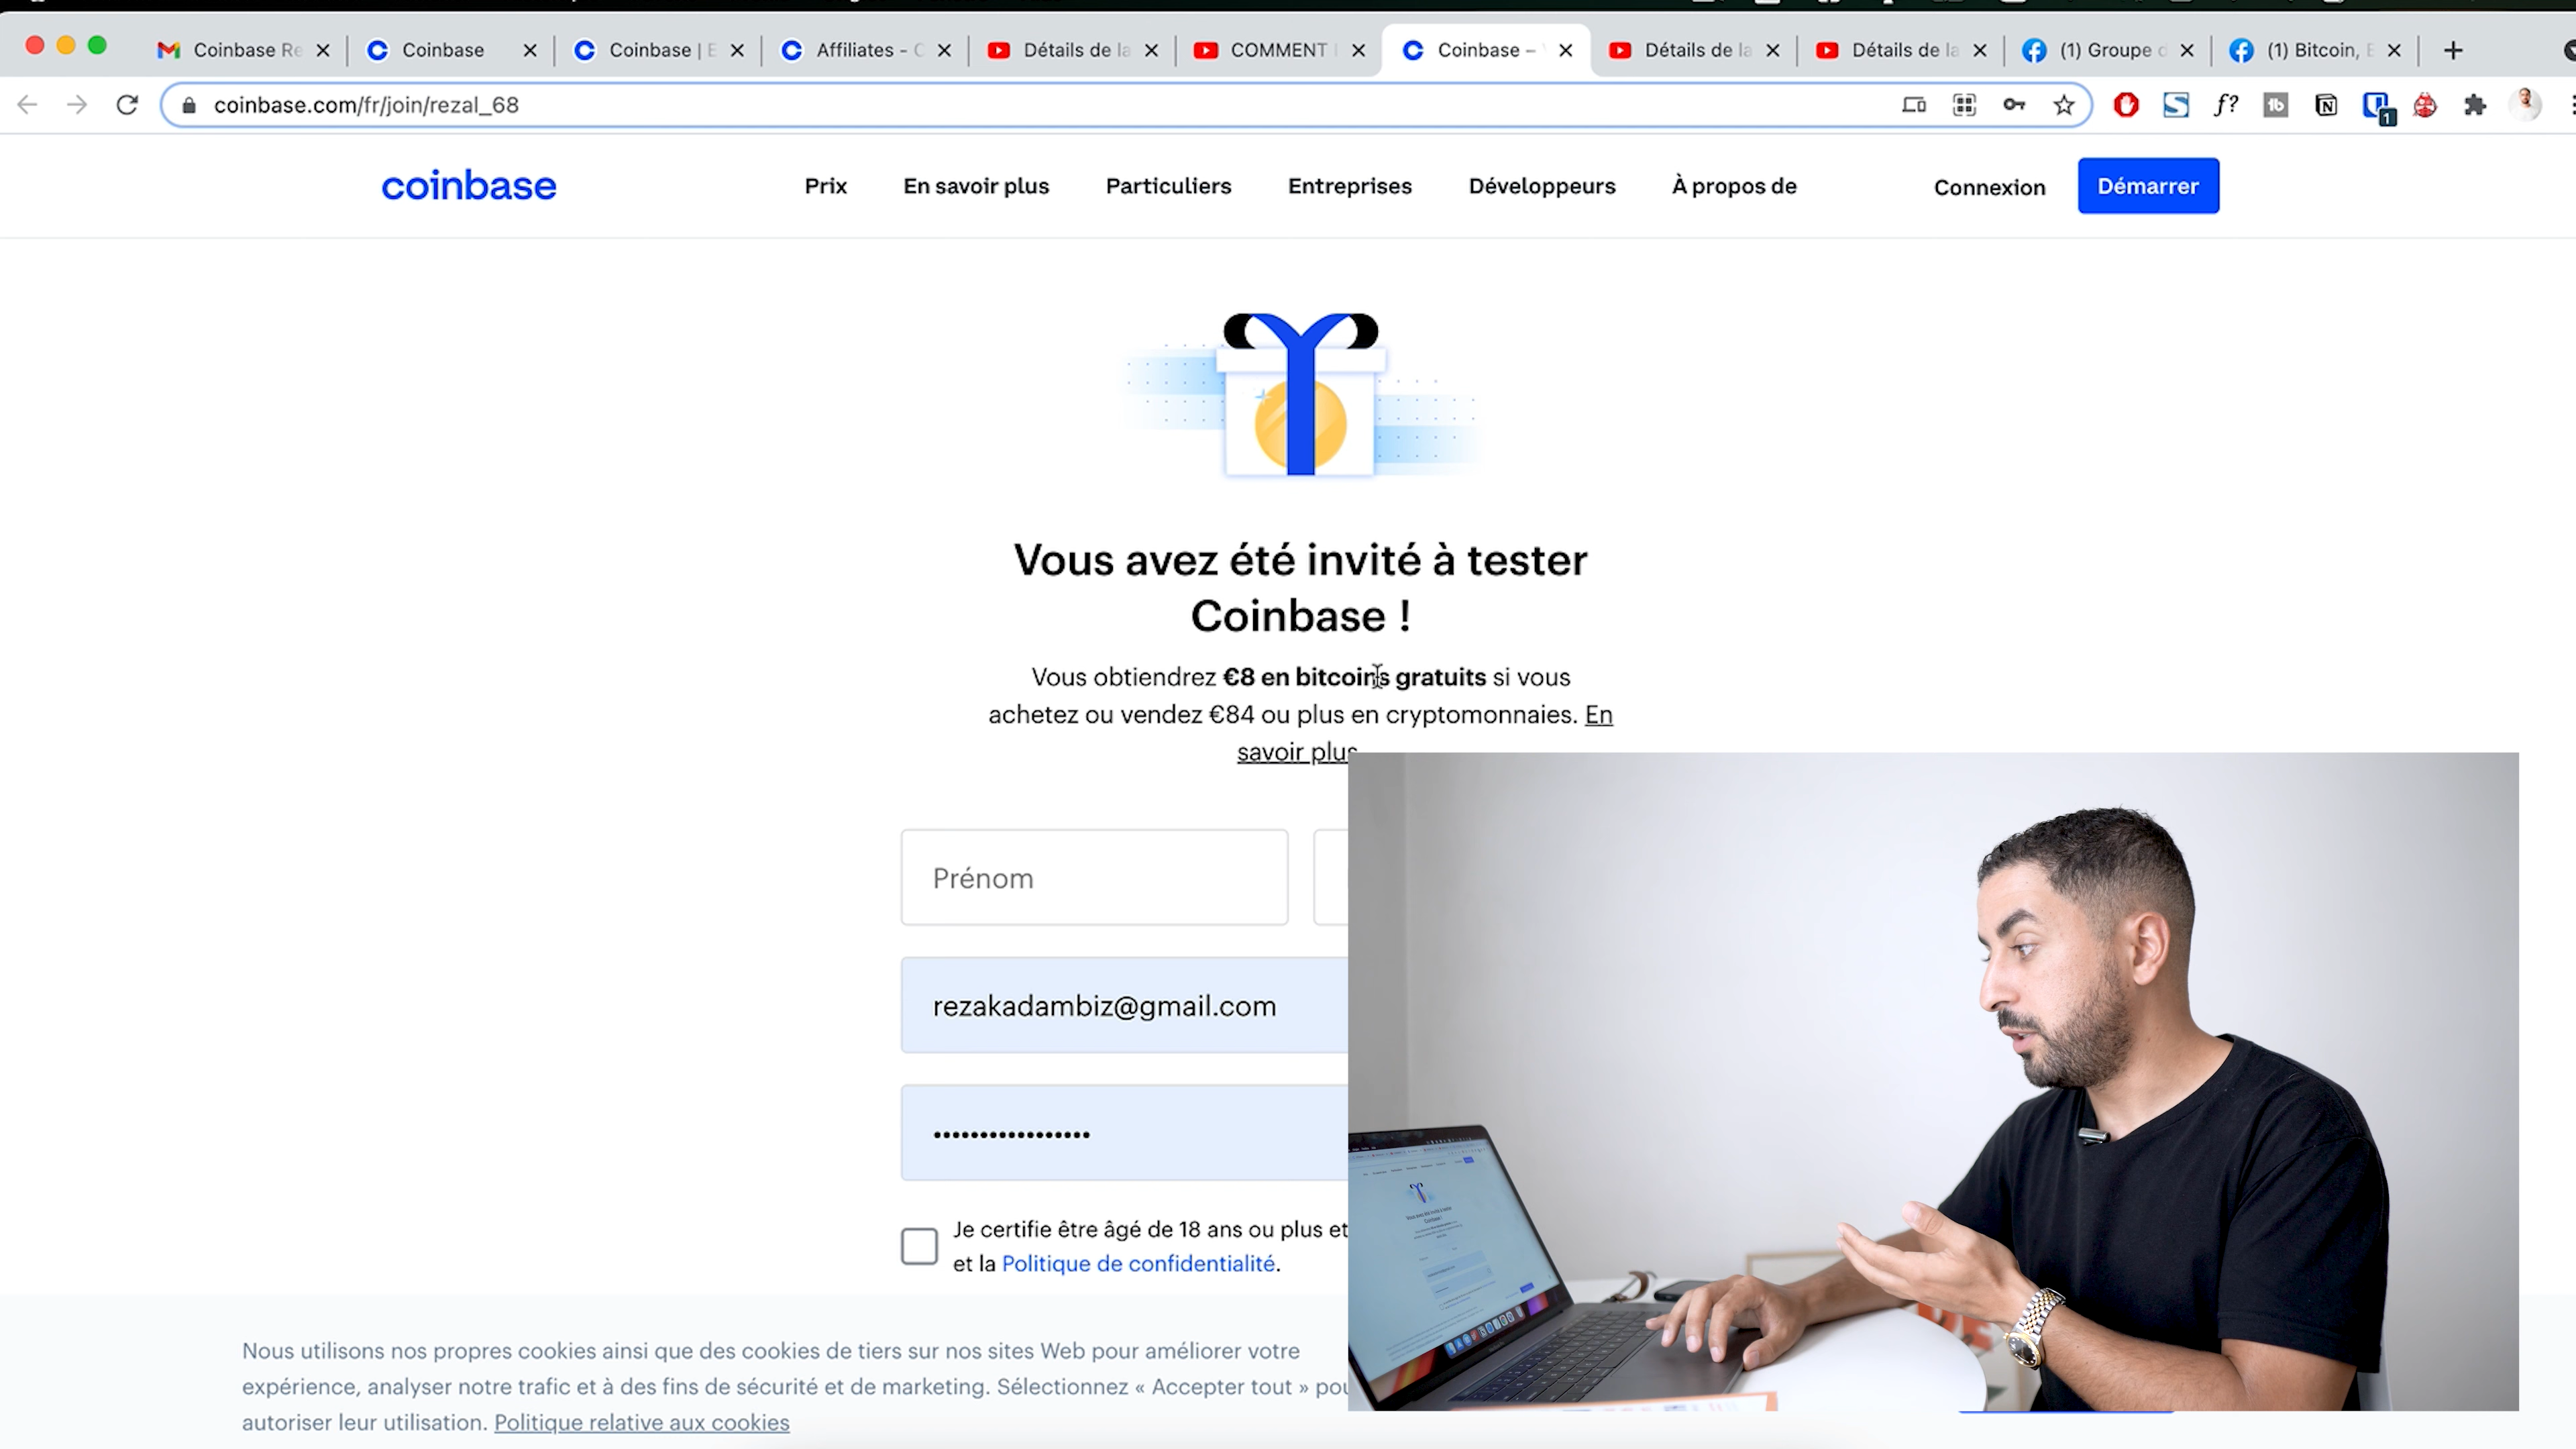 Coinbase Re
Coinbase
Coinbase | E
Affiliates - C
Détails de la
COMMENT
Coinbase –
Détails de la
Détails de la
(1) Groupe d
(1) Bitcoin, E
coinbase.com/fr/join/rezal_68
1
coinbase
Prix
En savoir plus
Particuliers
Entreprises
Développeurs
À propos de
Connexion
Démarrer
Vous avez été invité à tester
Coinbase !
Vous obtiendrez €8 en bitcoins gratuits si vous
achetez ou vendez €84 ou plus en cryptomonnaies. En
savoir plus
Prénom
rezakadambiz@gmail.com
•••••••••••••••••
Je certifie être âgé de 18 ans ou plus et
et la Politique de confidentialité.
Nous utilisons nos propres cookies ainsi que des cookies de tiers sur nos sites Web pour améliorer votre
expérience, analyser notre trafic et à des fins de sécurité et de marketing. Sélectionnez « Accepter tout » pou
autoriser leur utilisation. Politique relative aux cookies